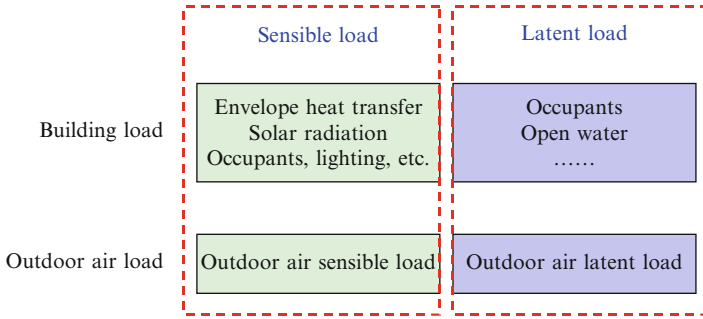 Sensible load
Latent load
Building load
Envelope heat transfer
Solar radiation
Occupants, lighting, etc.
Occupants
Open water
……
Outdoor air load
Outdoor air sensible load
Outdoor air latent load